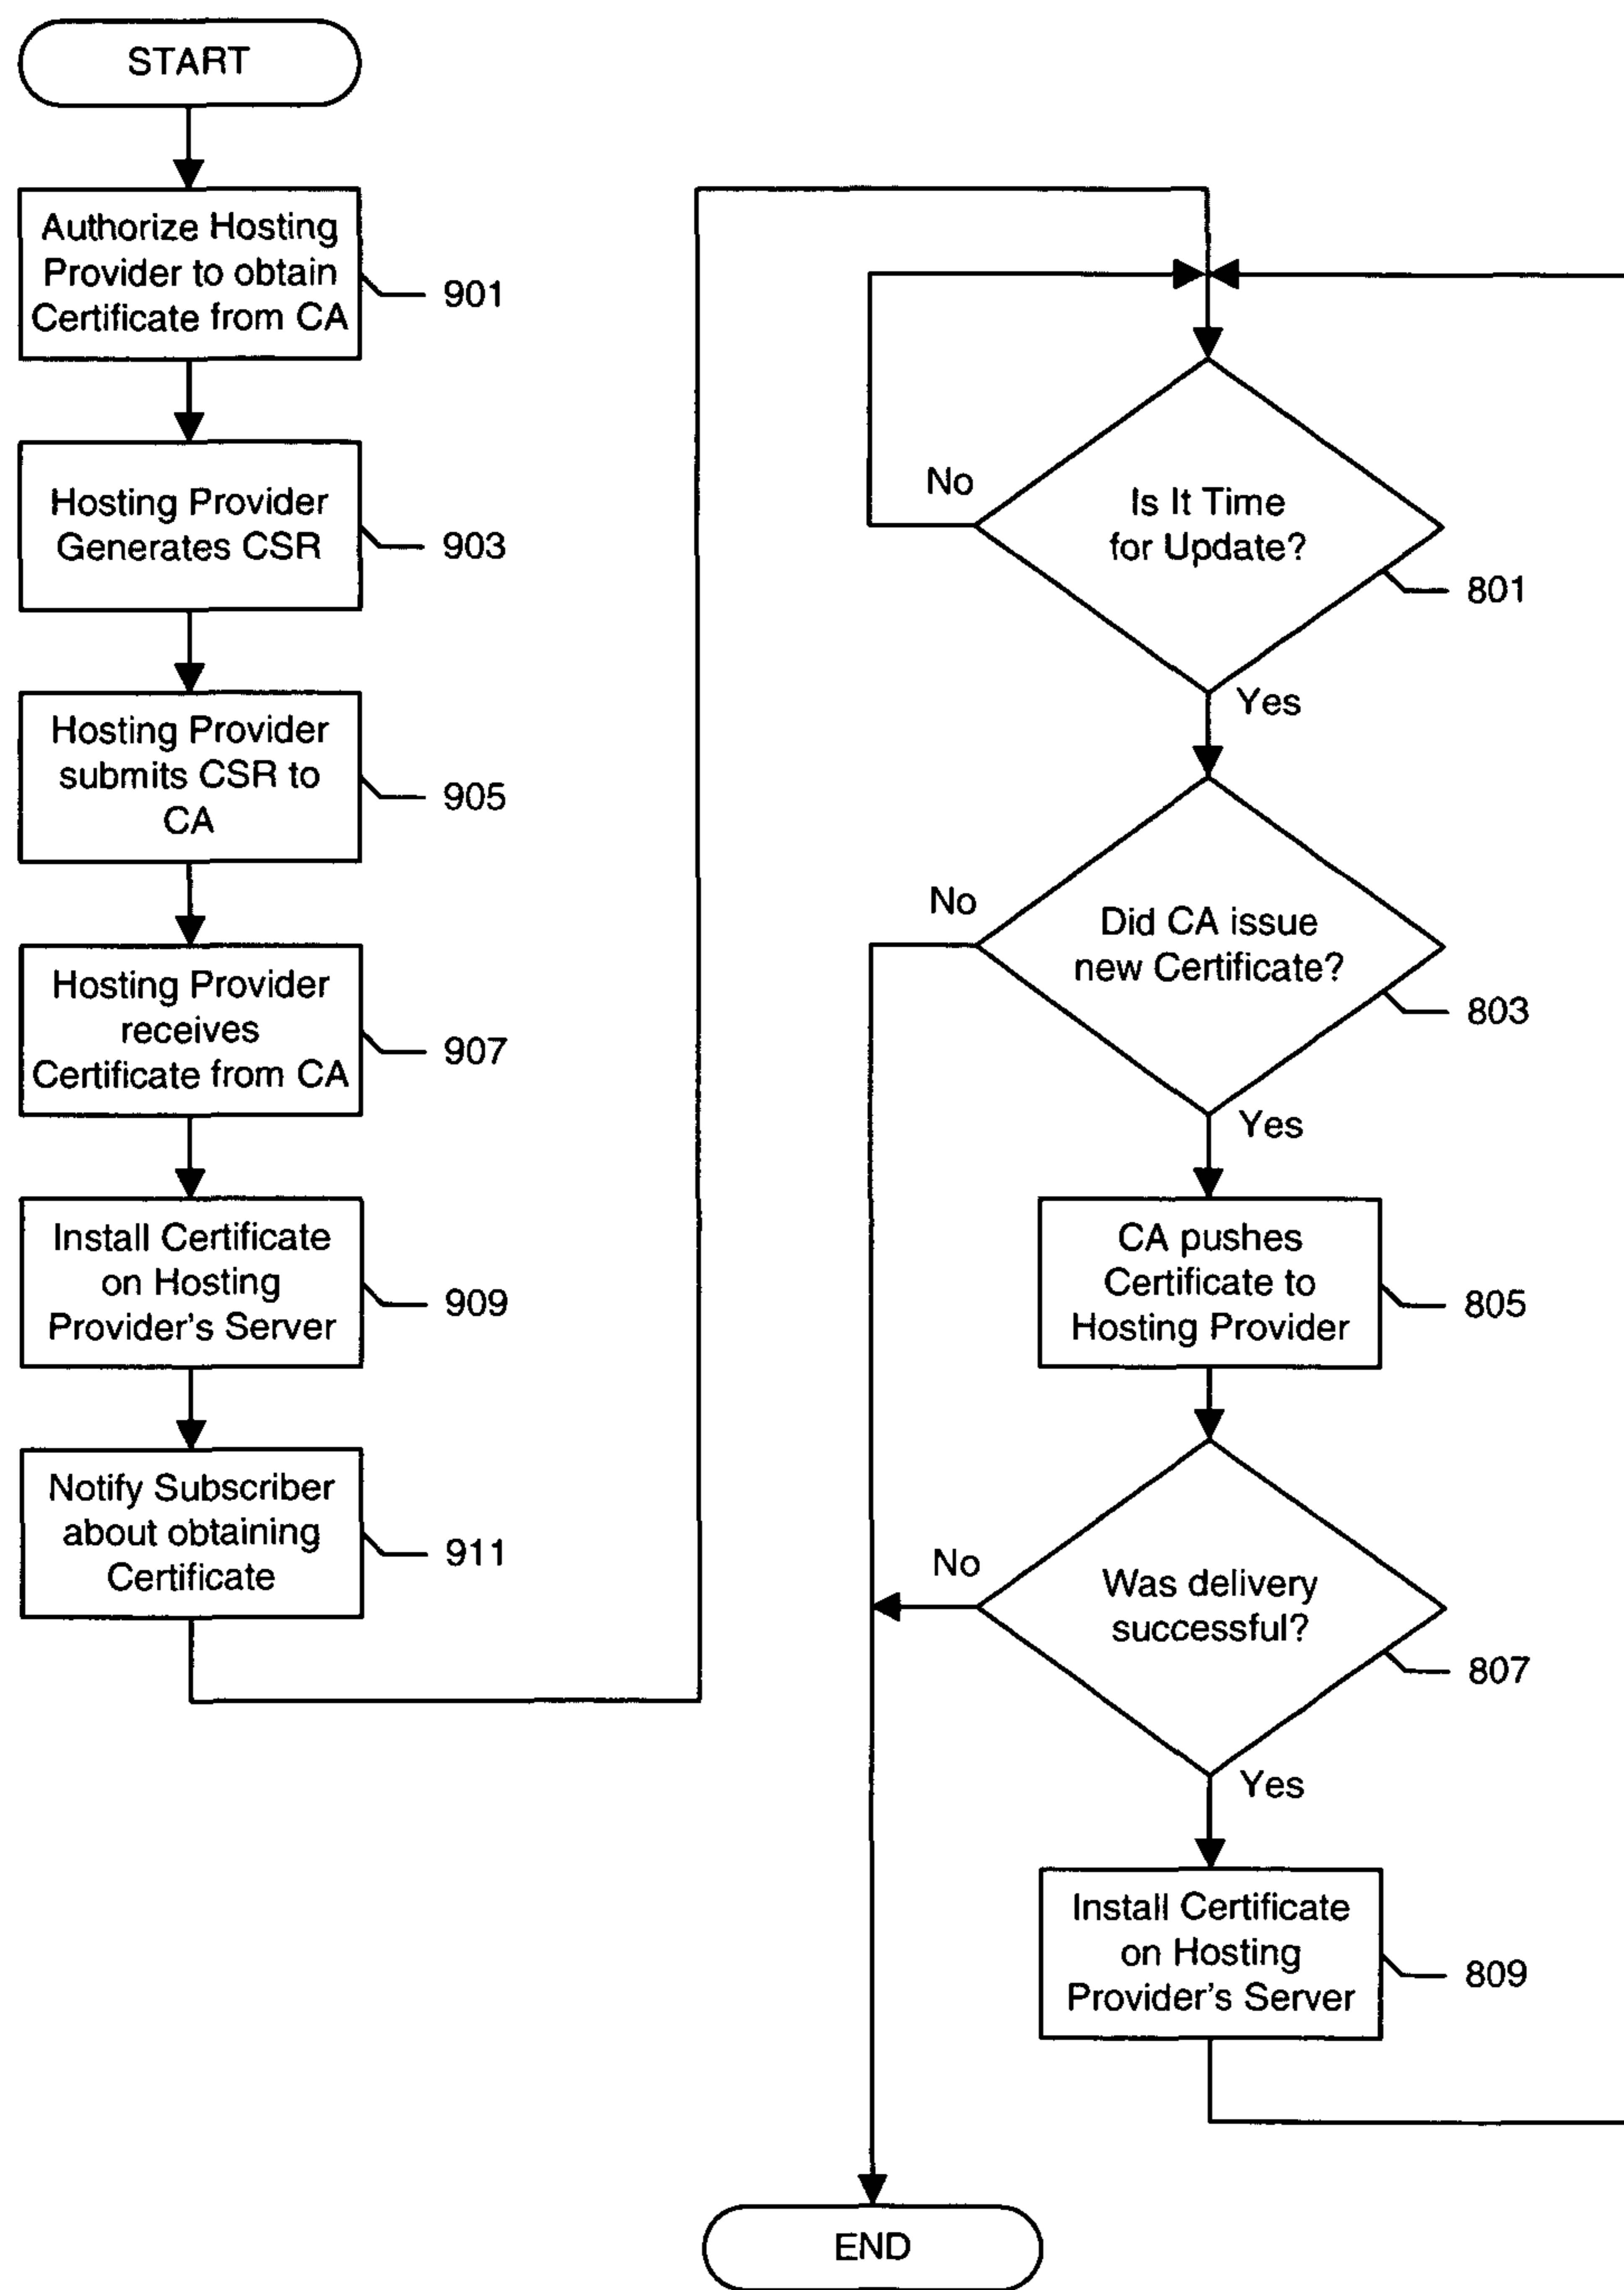 START
Authorize Hosting
Provider to obtain
Certificate from CA
901
Hosting Provider
Generates CSR
903
Hosting Provider
submits CSR to
CA
905
Hosting Provider
receives
Certificate from CA
907
Install Certificate
on Hosting
Provider's Server
909
Notify Subscriber
about obtaining
Certificate
911
No
Is It Time
for Update?
801
Yes
No
Did CA issue
new Certificate?
803
Yes
CA pushes
Certificate to
Hosting Provider
805
No
Was delivery
successful?
807
Yes
Install Certificate
on Hosting
Provider's Server
809
END